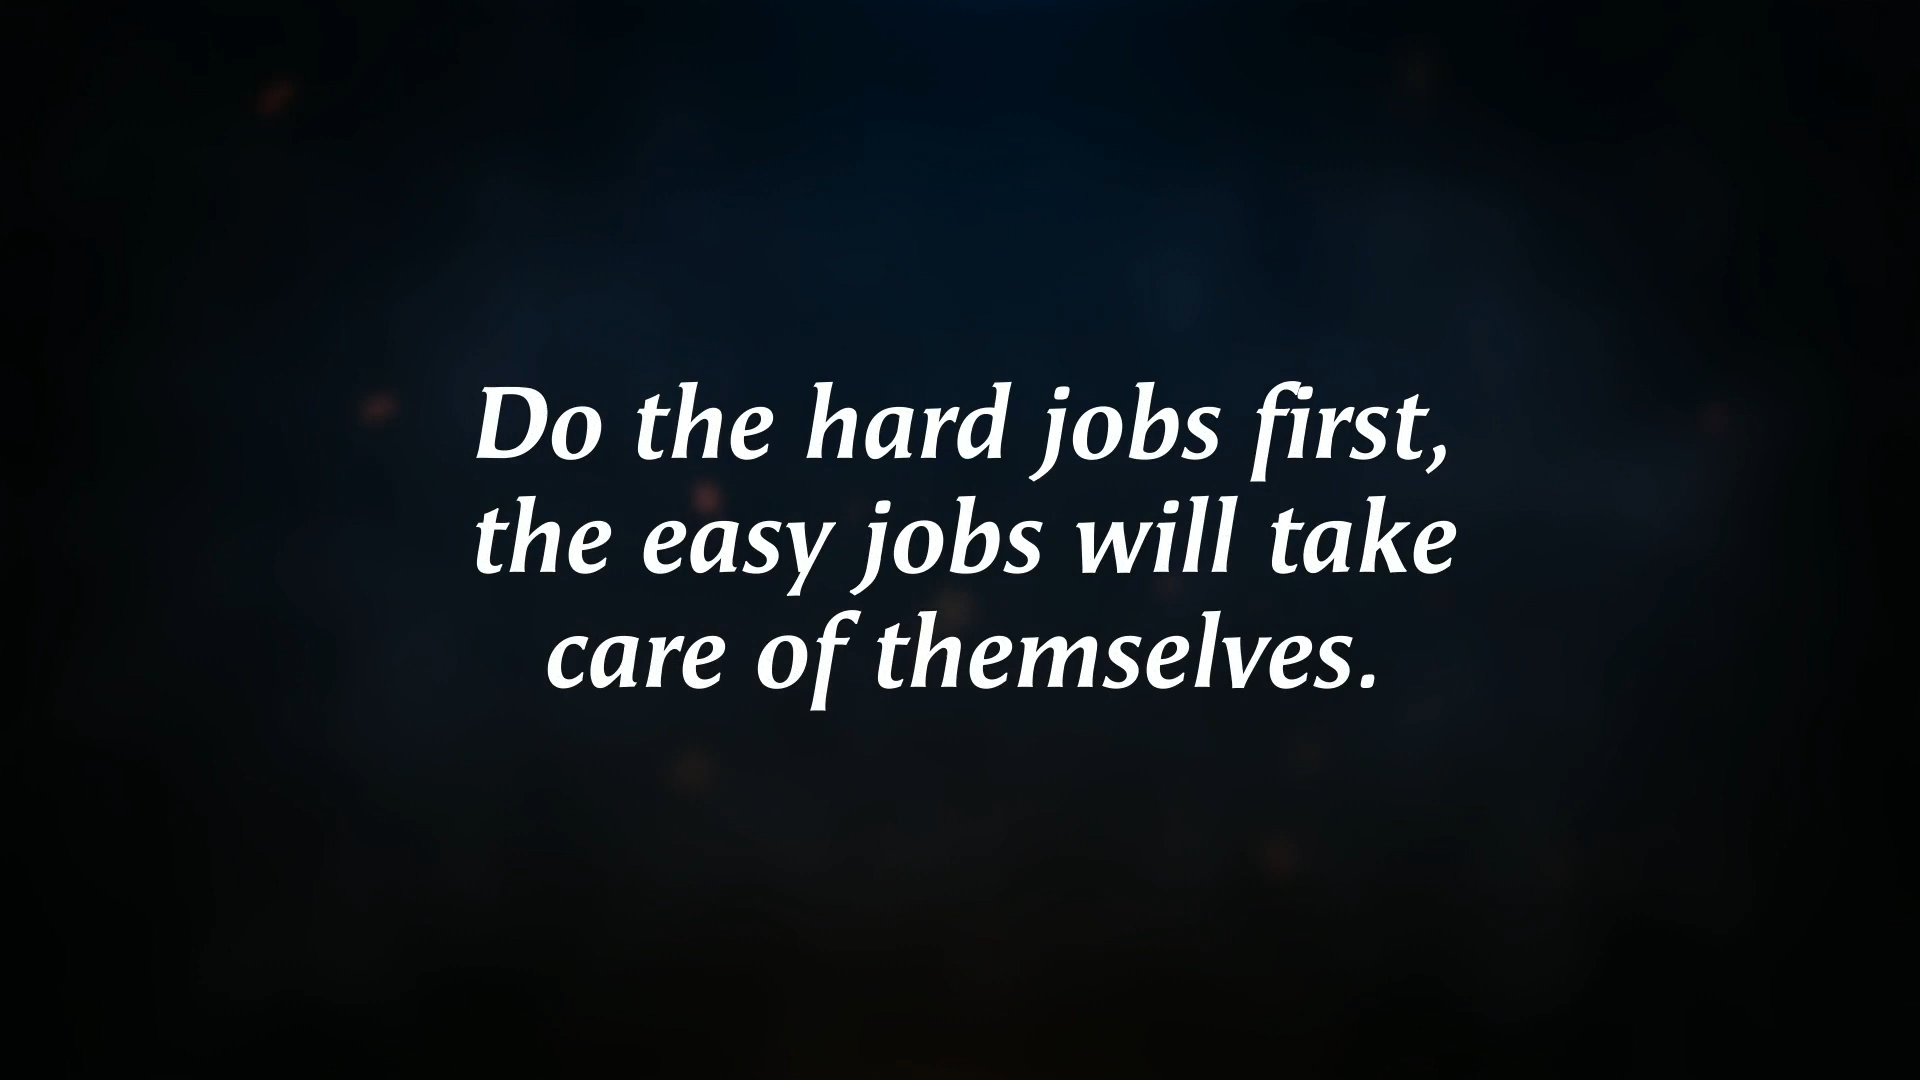 Do the hard jobs first,
the easy jobs will take
care of themselves.